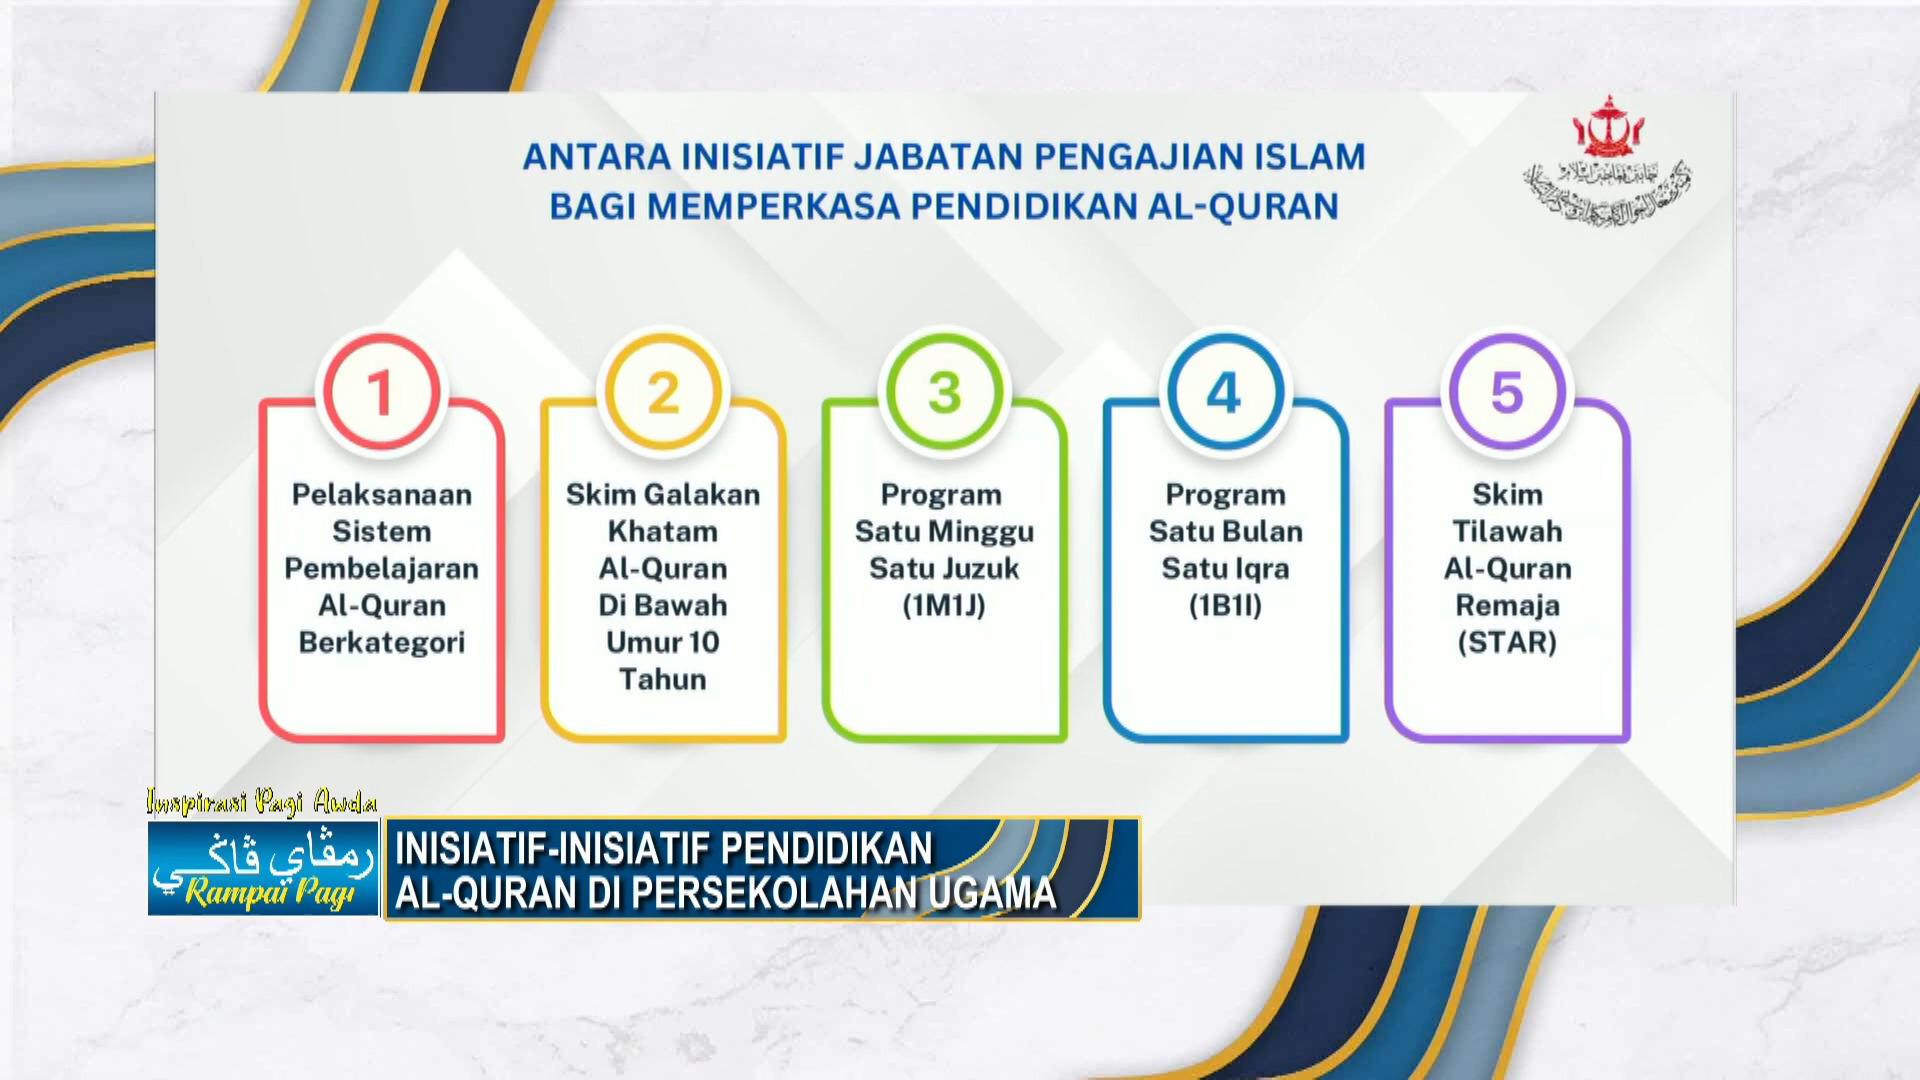 ANTARA INISIATIF JABATAN PENGAJIAN ISLAM
BAGI MEMPERKASA PENDIDIKAN AL-QURAN
1
Pelaksanaan
Sistem
Pembelajaran
Al-Quran
Berkategori
2
Skim Galakan
Khatam
Al-Quran
Di Bawah
Umur 10
Tahun
3
Program
Satu Minggu
Satu Juzuk
(1M1J)
4
Program
Satu Bulan
Satu Iqra
(1B1I)
5
Skim
Tilawah
Al-Quran
Remaja
(STAR)
Inspirasi Pagi Awda
رمڤاي ڤاڬي
Rampai Pagi
INISIATIF-INISIATIF PENDIDIKAN
AL-QURAN DI PERSEKOLAHAN UGAMA